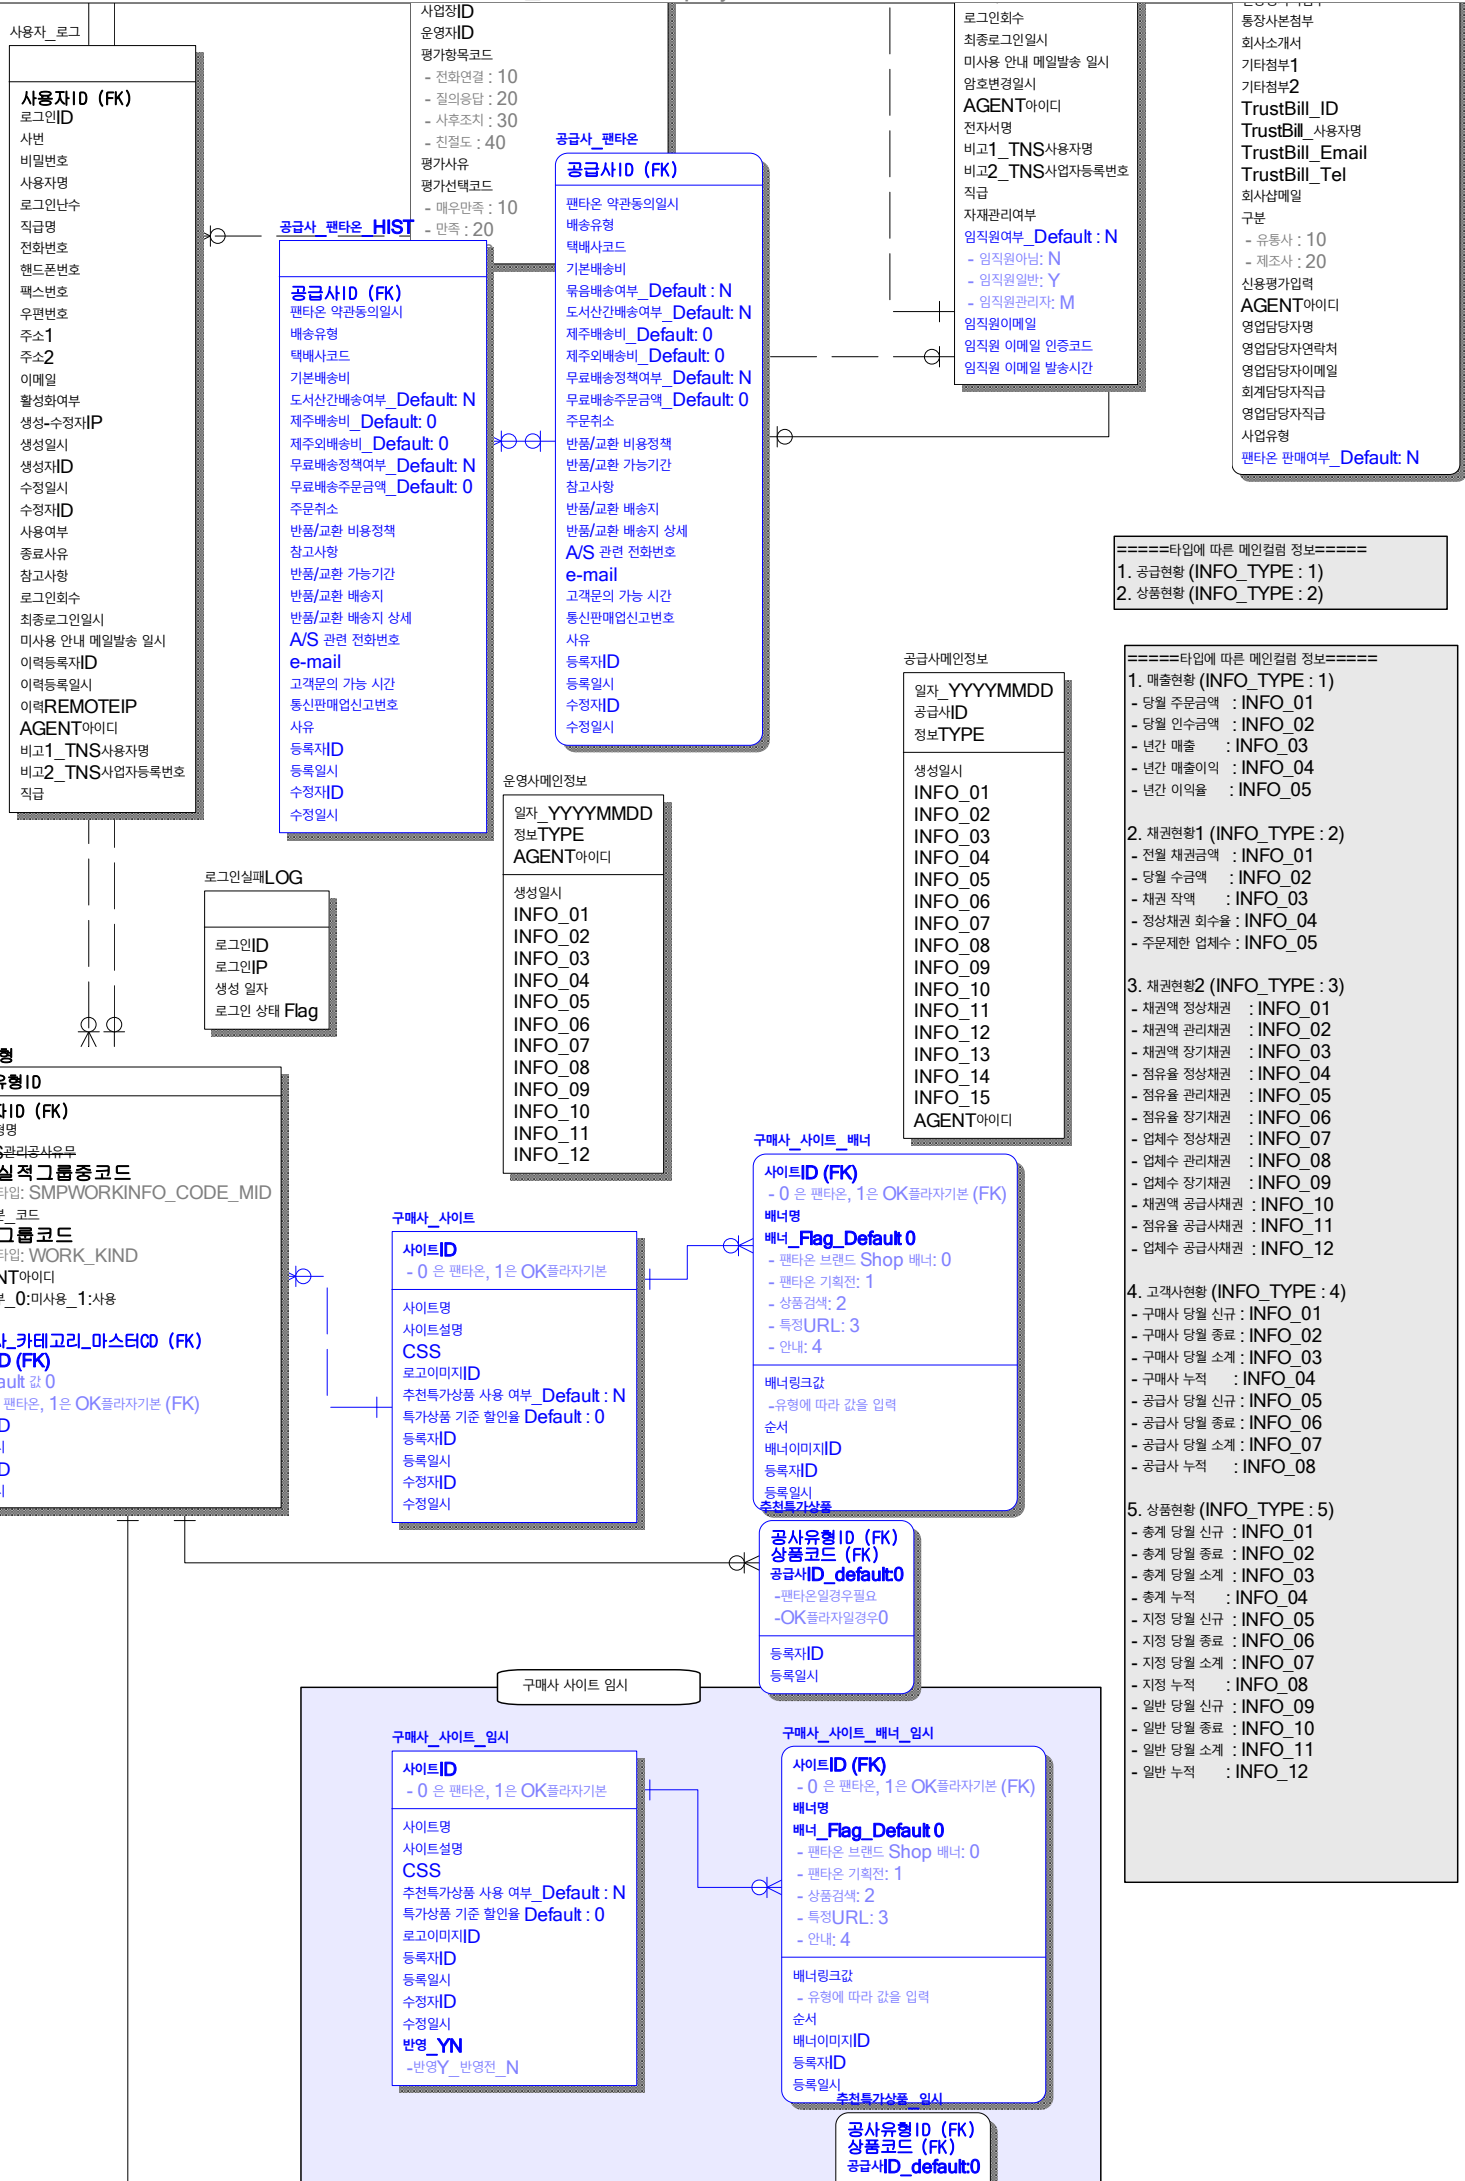 사용자_로그
사용자ID (FK)
로그인ID
사번
비밀번호
사용자명
로그인난수
직급명
전화번호
핸드폰번호
팩스번호
우편번호
주소1
주소2
이메일
활성화여부
생성-수정자IP
생성일시
생성자ID
수정일시
수정자ID
사용여부
종료사유
참고사항
로그인회수
최종로그인일시
미사용 안내 메일발송 일시
이력등록자ID
이력등록일시
이력REMOTEIP
AGENT아이디
비고1_TNS사용자명
비고2_TNS사업자등록번호
직급
사업장ID
운영자ID
평가항목코드
- 전화연결 : 10
- 질의응답 : 20
- 사후조치 : 30
- 친절도 : 40
평가사유
평가선택코드
- 매우만족 : 10
- 만족 : 20
공급사_팬타온_HIST
공급사ID (FK)
팬타온 약관동의일시
배송유형
택배사코드
기본배송비
도서산간배송여부_Default: N
제주배송비_Default: 0
제주외배송비_Default: 0
무료배송정책여부_Default: N
무료배송주문금액_Default: 0
주문취소
반품/교환 비용정책
참고사항
반품/교환 가능기간
반품/교환 배송지
반품/교환 배송지 상세
A/S 관련 전화번호
e-mail
고객문의 가능 시간
통신판매업신고번호
사유
등록자ID
등록일시
수정자ID
수정일시
공급사_팬타온
공급사ID (FK)
팬타온 약관동의일시
배송유형
택배사코드
기본배송비
묶음배송여부_Default : N
도서산간배송여부_Default: N
제주배송비_Default: 0
제주외배송비_Default: 0
무료배송정책여부_Default: N
무료배송주문금액_Default: 0
주문취소
반품/교환 비용정책
반품/교환 가능기간
참고사항
반품/교환 배송지
반품/교환 배송지 상세
A/S 관련 전화번호
e-mail
고객문의 가능 시간
통신판매업신고번호
사유
등록자ID
등록일시
수정자ID
수정일시
로그인회수
최종로그인일시
미사용 안내 메일발송 일시
암호변경일시
AGENT아이디
전자서명
비고1_TNS사용자명
비고2_TNS사업자등록번호
직급
자재관리여부
임직원여부_Default : N
- 임직원아님: N
- 임직원일반: Y
- 임직원관리자: M
임직원이메일
임직원 이메일 인증코드
임직원 이메일 발송시간
통장사본첨부
회사소개서
기타첨부1
기타첨부2
TrustBill_ID
TrustBill_사용자명
TrustBill_Email
TrustBill_Tel
회사샵메일
구분
- 유통사 : 10
- 제조사 : 20
신용평가입력
AGENT아이디
영업담당자명
영업담당자연락처
영업담당자이메일
회계담당자직급
영업담당자직급
사업유형
팬타온 판매여부_Default: N
=====타입에 따른 메인컬럼 정보=====
1. 공급현황 (INFO_TYPE : 1)
2. 상품현황 (INFO_TYPE : 2)
=====타입에 따른 메인컬럼 정보=====
1. 매출현황 (INFO_TYPE : 1)
- 당월 주문금액 : INFO_01
- 당월 인수금액 : INFO_02
- 년간 매출 : INFO_03
- 년간 매출이익 : INFO_04
- 년간 이익율 : INFO_05
2. 채권현황1 (INFO_TYPE : 2)
- 전월 채권금액 : INFO_01
- 당월 수금액 : INFO_02
- 채권 작액 : INFO_03
- 정상채권 회수율 : INFO_04
- 주문제한 업체수 : INFO_05
3. 채권현황2 (INFO_TYPE : 3)
- 채권액 정상채권 : INFO_01
- 채권액 관리채권 : INFO_02
- 채권액 장기채권 : INFO_03
- 점유율 정상채권 : INFO_04
- 점유율 관리채권 : INFO_05
- 점유율 장기채권 : INFO_06
- 업체수 정상채권 : INFO_07
- 업체수 관리채권 : INFO_08
- 업체수 장기채권 : INFO_09
- 채권액 공급사채권 : INFO_10
- 점유율 공급사채권 : INFO_11
- 업체수 공급사채권 : INFO_12
4. 고객사현황 (INFO_TYPE : 4)
- 구매사 당월 신규 : INFO_01
- 구매사 당월 종료 : INFO_02
- 구매사 당월 소계 : INFO_03
- 구매사 누적 : INFO_04
- 공급사 당월 신규 : INFO_05
- 공급사 당월 종료 : INFO_06
- 공급사 당월 소계 : INFO_07
- 공급사 누적 : INFO_08
5. 상품현황 (INFO_TYPE : 5)
- 총계 당월 신규 : INFO_01
- 총계 당월 종료 : INFO_02
- 총계 당월 소계 : INFO_03
- 총계 누적 : INFO_04
- 지정 당월 신규 : INFO_05
- 지정 당월 종료 : INFO_06
- 지정 당월 소계 : INFO_07
- 지정 누적 : INFO_08
- 일반 당월 신규 : INFO_09
- 일반 당월 종료 : INFO_10
- 일반 당월 소계 : INFO_11
- 일반 누적 : INFO_12
공급사메인정보
일자_YYYYMMDD
공급사ID
정보TYPE
생성일시
INFO_01
INFO_02
INFO_03
INFO_04
INFO_05
INFO_06
INFO_07
INFO_08
INFO_09
INFO_10
INFO_11
INFO_12
INFO_13
INFO_14
INFO_15
AGENT아이디
운영사메인정보
일자_YYYYMMDD
정보TYPE
AGENT아이디
생성일시
INFO_01
INFO_02
INFO_03
INFO_04
INFO_05
INFO_06
INFO_07
INFO_08
INFO_09
INFO_10
INFO_11
INFO_12
로그인실패LOG
로그인ID
로그인IP
생성 일자
로그인 상태 Flag
형
유형ID
자ID (FK)
형명
S관리공사유무
실적그룹중코드
타입: SMPWORKINFO_CODE_MID
분_코드
그룹코드
타입: WORK_KIND
NT아이디
부_0:미사용_1:사용
사_카테고리_마스터CD (FK)
D (FK)
ault 값 0
팬타온, 1은 OK플라자기본 (FK)
D
시
D
시
구매사_사이트
사이트ID
- 0 은 팬타온, 1은 OK플라자기본
사이트명
사이트설명
CSS
로고이미지ID
추천특가상품 사용 여부_Default : N
특가상품 기준 할인율 Default : 0
등록자ID
등록일시
수정자ID
수정일시
구매사_사이트_배너
사이트ID (FK)
- 0 은 팬타온, 1은 OK플라자기본 (FK)
배너명
배너_Flag_Default 0
- 팬타온 브랜드 Shop 배너: 0
- 팬타온 기획전: 1
- 상품검색: 2
- 특정URL: 3
- 안내: 4
배너링크값
-유형에 따라 값을 입력
순서
배너이미지ID
등록자ID
등록일시
추천특가상품
공사유형ID (FK)
상품코드 (FK)
공급사ID_default:0
-팬타온일경우필요
-OK플라자일경우0
등록자ID
등록일시
구매사 사이트 임시
구매사_사이트_임시
사이트ID
- 0 은 팬타온, 1은 OK플라자기본
사이트명
사이트설명
CSS
추천특가상품 사용 여부_Default : N
특가상품 기준 할인율 Default : 0
로고이미지ID
등록자ID
등록일시
수정자ID
수정일시
반영_YN
-반영Y_반영전_N
구매사_사이트_배너_임시
사이트ID (FK)
- 0 은 팬타온, 1은 OK플라자기본 (FK)
배너명
배너_Flag_Default 0
- 팬타온 브랜드 Shop 배너: 0
- 팬타온 기획전: 1
- 상품검색: 2
- 특정URL: 3
- 안내: 4
배너링크값
- 유형에 따라 값을 입력
순서
배너이미지ID
등록자ID
등록일시
추천특가상품_임시
공사유형ID (FK)
상품코드 (FK)
공급사ID_default:0